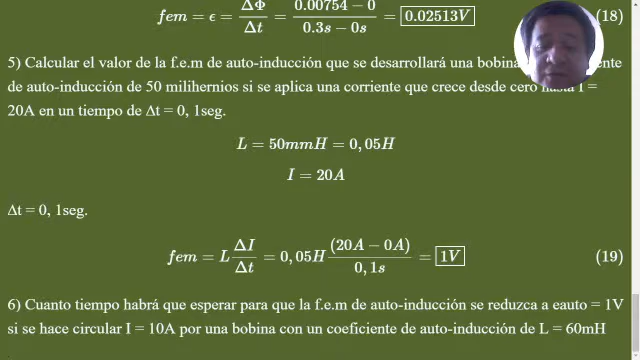 fem = ϵ = ΔΦ/Δt = (0.00754 − 0)/(0.3s − 0s) = 0.02513V (18)
5) Calcular el valor de la f.e.m de auto-inducción que se desarrollará una bobina ente
de auto-inducción de 50 milihernios si se aplica una corriente que crece desde cero hasta I =
20A en un tiempo de Δt = 0, 1seg.
L = 50mmH = 0, 05H
I = 20A
Δt = 0, 1seg.
fem = L ΔI/Δt = 0, 05H (20A − 0A)/0, 1s = 1V (19)
6) Cuanto tiempo habrá que esperar para que la f.e.m de auto-inducción se reduzca a eauto = 1V
si se hace circular I = 10A por una bobina con un coeficiente de auto-inducción de L = 60mH